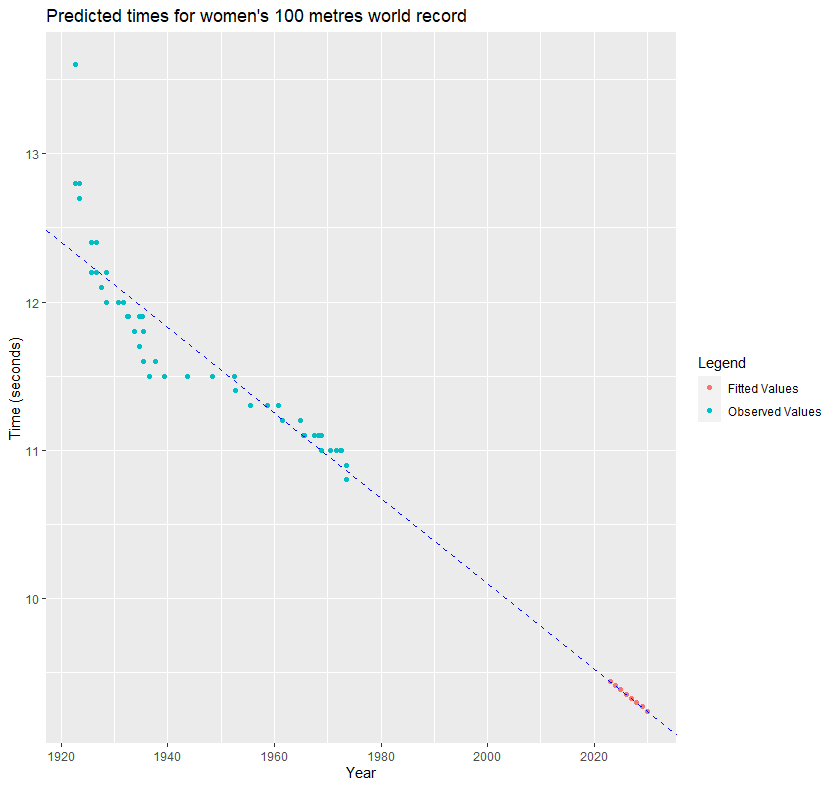 Predicted times for women's 100 metres world record
13
12
11
10
Time (seconds)
1920 1940 1960 1980 2000 2020
Year
Legend
Fitted Values
Observed Values